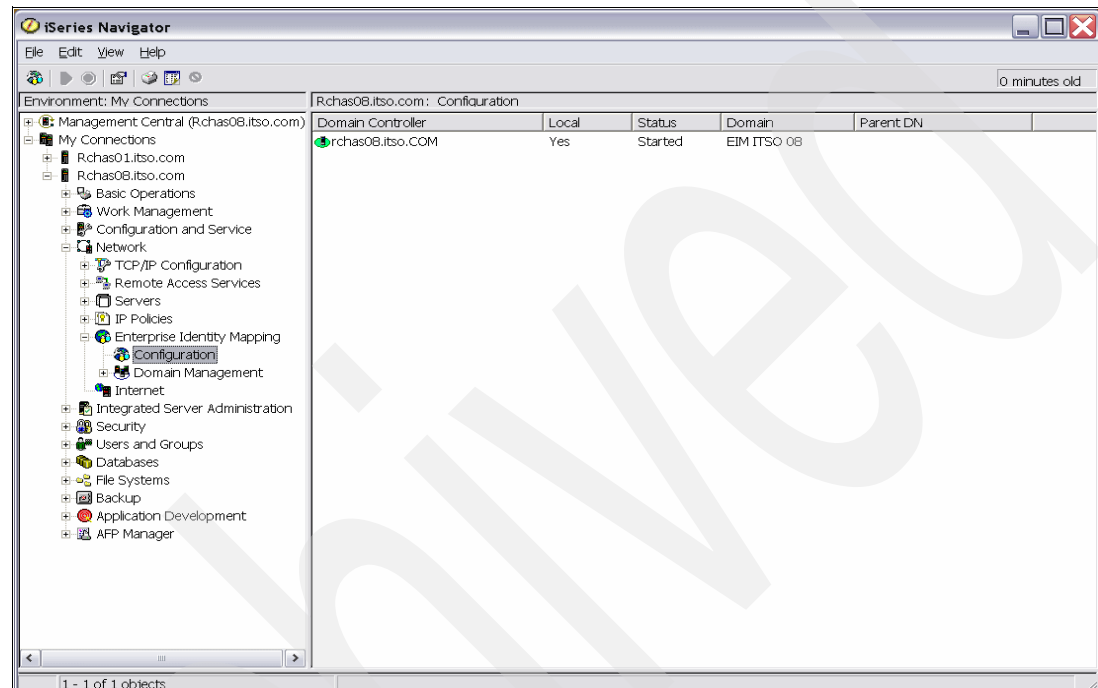 iSeries Navigator
File Edit View Help
0 minutes old
Environment: My Connections
Rchas08.itso.com: Configuration
Management Central (Rchas08.itso.com)
My Connections
Rchas01.itso.com
Rchas08.itso.com
Basic Operations
Work Management
Configuration and Service
Network
TCP/IP Configuration
Remote Access Services
Servers
IP Policies
Enterprise Identity Mapping
Configuration
Domain Management
Internet
Integrated Server Administration
Security
Users and Groups
Databases
File Systems
Backup
Application Development
AFP Manager
Domain Controller Local Status Domain Parent DN
rchas08.itso.COM Yes Started EIM ITSO 08
1 - 1 of 1 objects